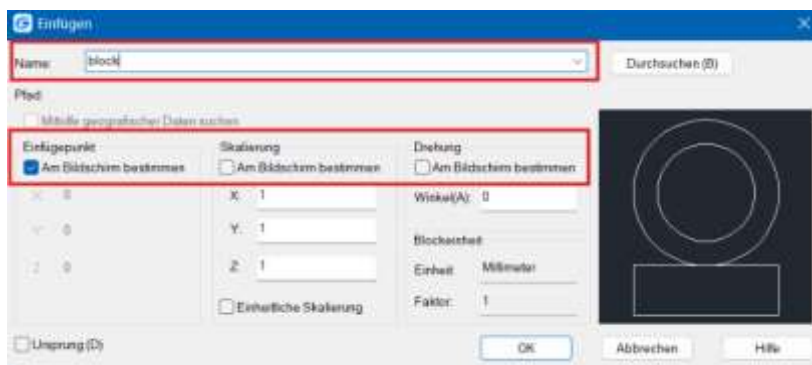 Einfügen
Name: block Durchsuchen (B)
Pfad:
Mithilfe geografischer Daten suchen
Einfügepunkt Skalierung Drehung
Am Bildschirm bestimmen Am Bildschirm bestimmen Am Bildschirm bestimmen
X: 0 X: 1 Winkel(A): 0
Y: 0 Y: 1
Blockeinheit
Z: 0 Z: 1 Einheit: Millimeter
Einheitliche Skalierung Faktor: 1
Ursprung (D) OK Abbrechen Hilfe